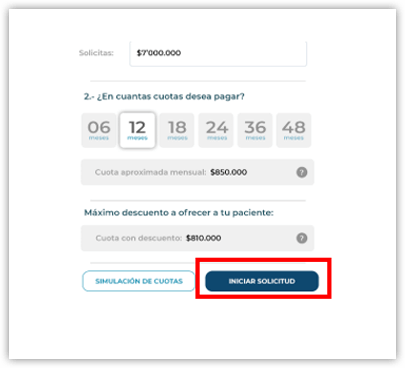 Solicitas: $7'000.000
2.- ¿En cuantas cuotas desea pagar?
06 12 18 24 36 48
meses meses meses meses meses meses
Cuota aproximada mensual: $850.000 ?
Máximo descuento a ofrecer a tu paciente:
Cuota con descuento: $810.000 ?
SIMULACIÓN DE CUOTAS INICIAR SOLICITUD